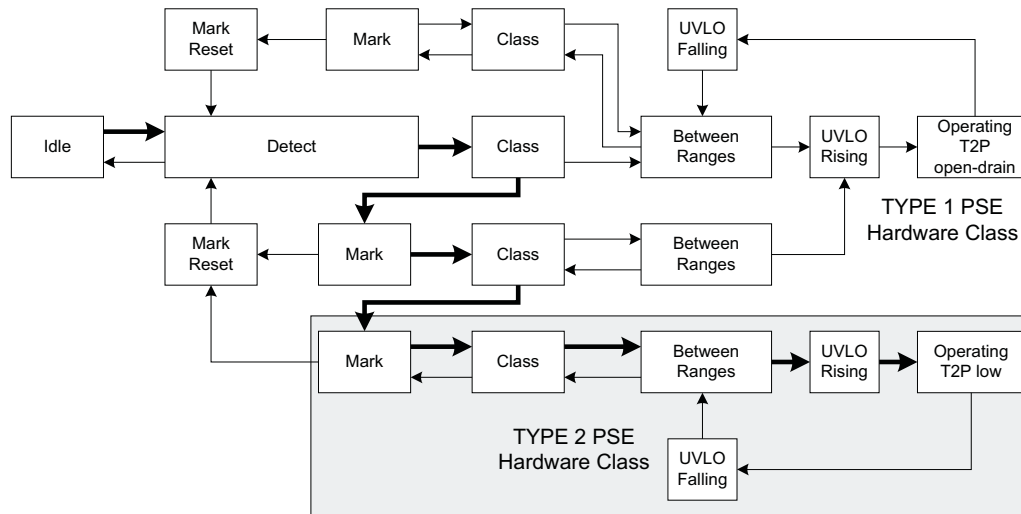 Mark
Reset
Mark
Class
UVLO
Falling
Idle
Detect
Class
Between
Ranges
UVLO
Rising
Operating
T2P
open-drain
TYPE 1 PSE
Hardware Class
Mark
Reset
Mark
Class
Between
Ranges
Mark
Class
Between
Ranges
UVLO
Rising
Operating
T2P low
TYPE 2 PSE
Hardware Class
UVLO
Falling